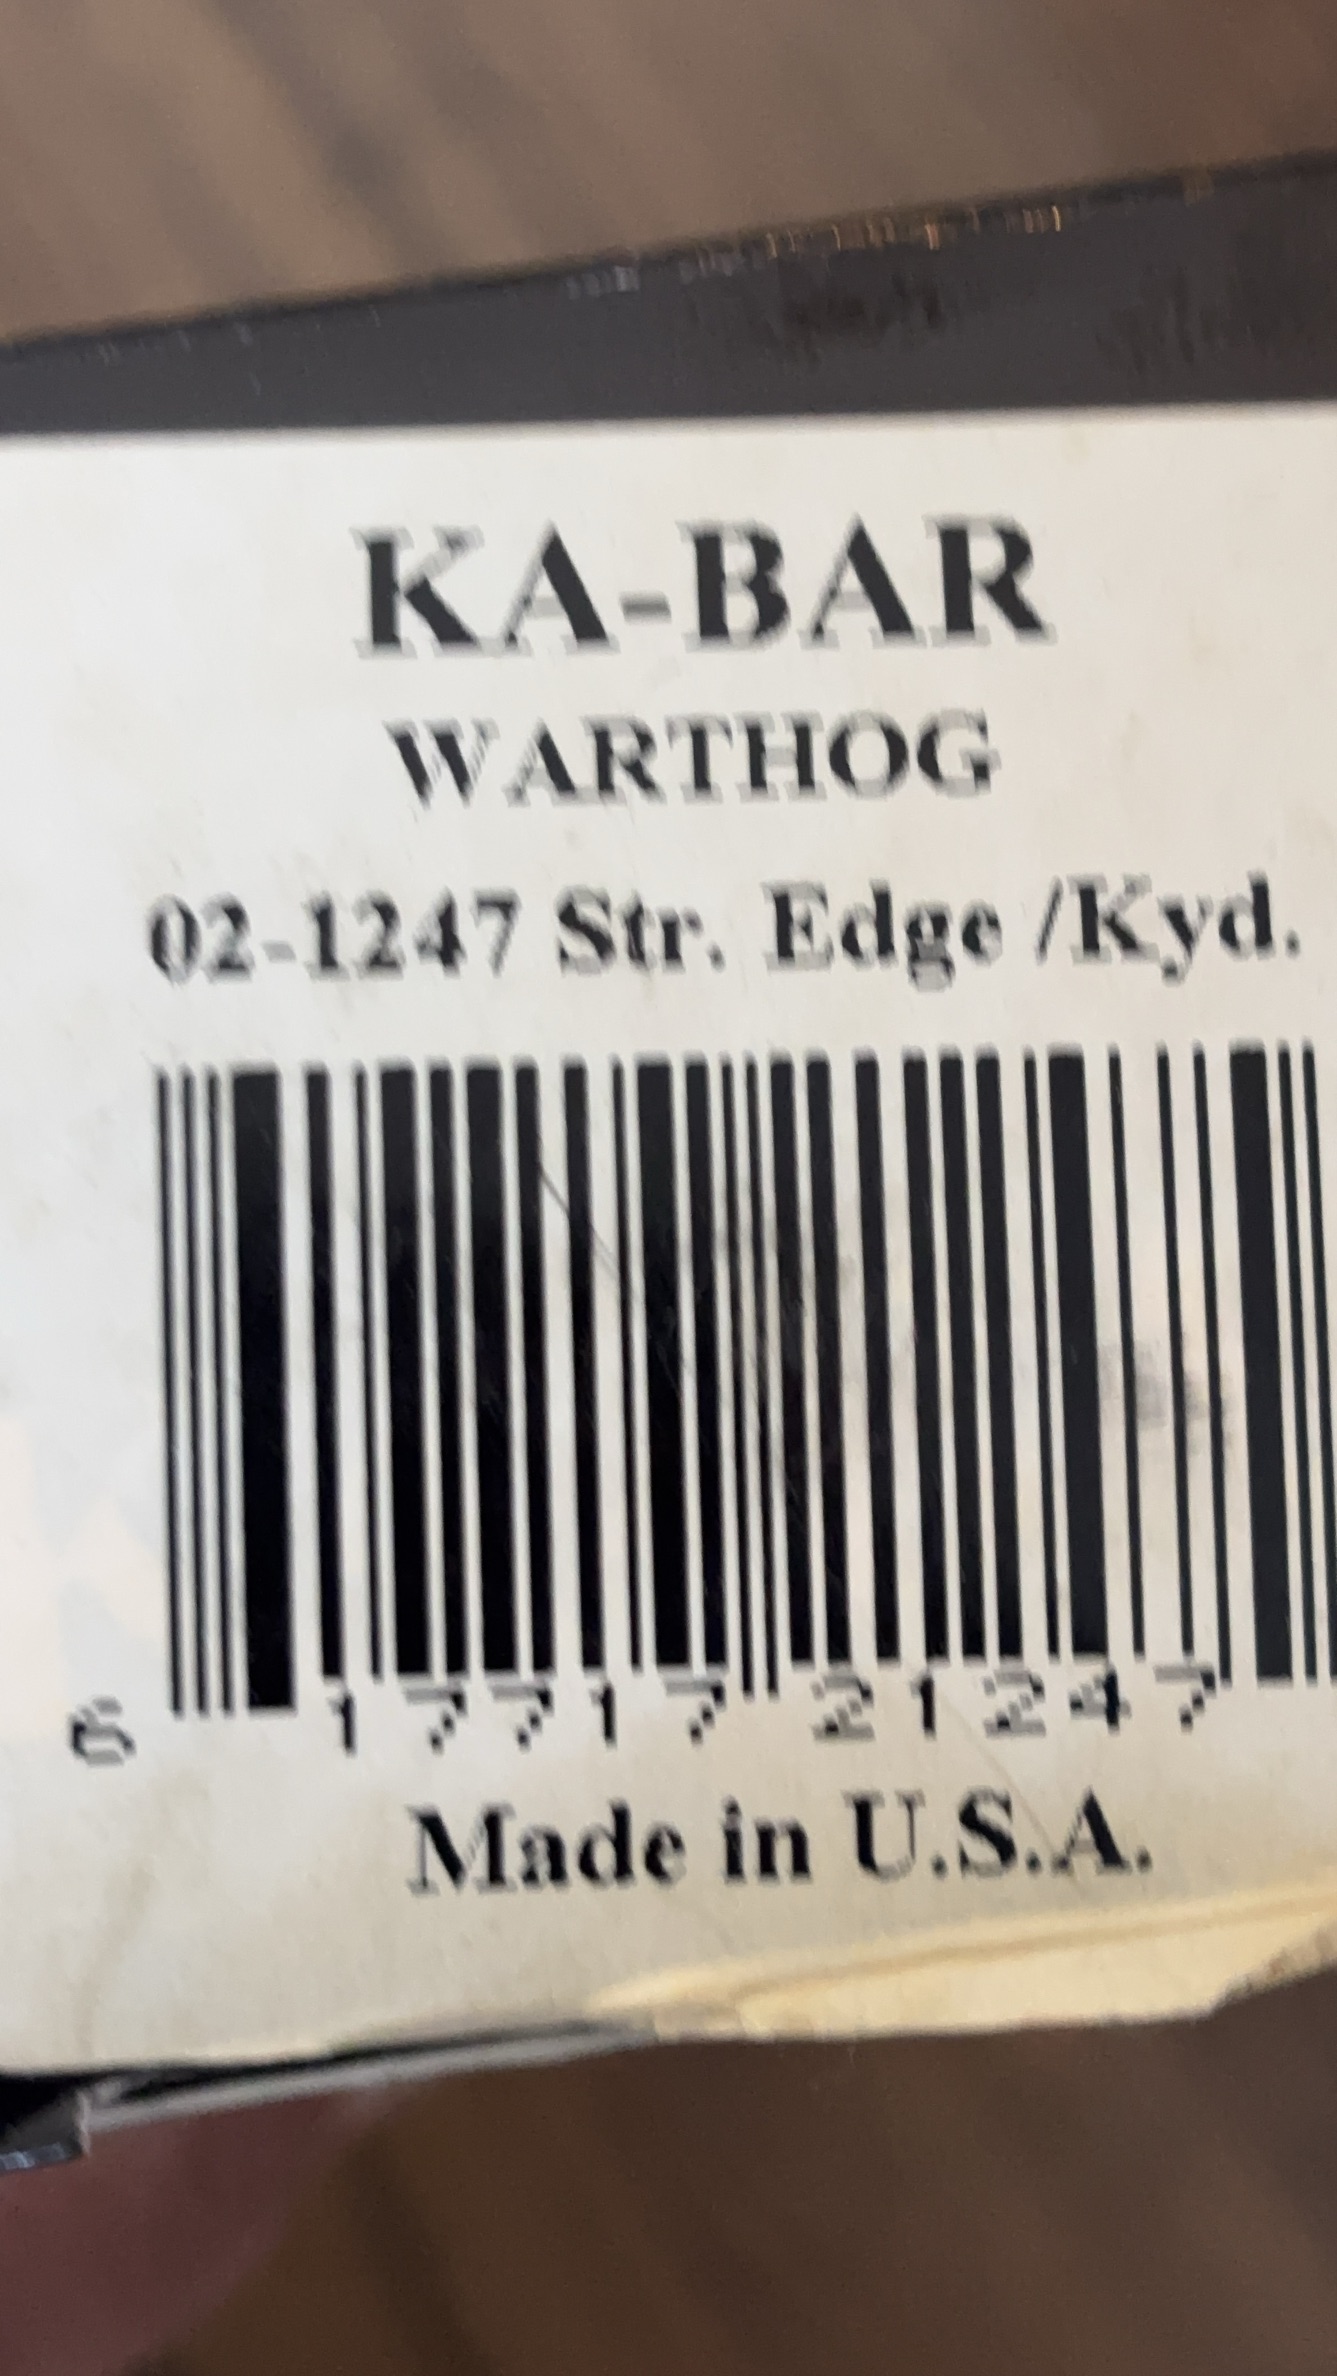 KA-BAR
WARTHOG
02-1247 Str. Edge /Kyd.
6 17717 21247
Made in U.S.A.